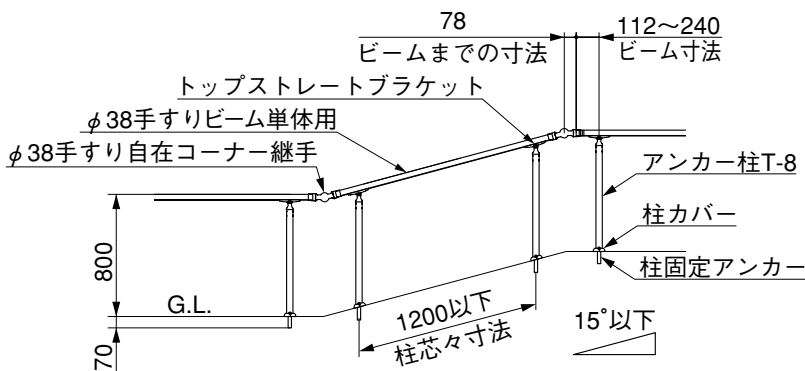 78
ビームまでの寸法
112～240
ビーム寸法
トップストレートブラケット
φ38手すりビーム単体用
φ38手すり自在コーナー継手
アンカー柱T-8
柱カバー
柱固定アンカー
800
G.L.
70
1200以下
柱芯々寸法
15°以下